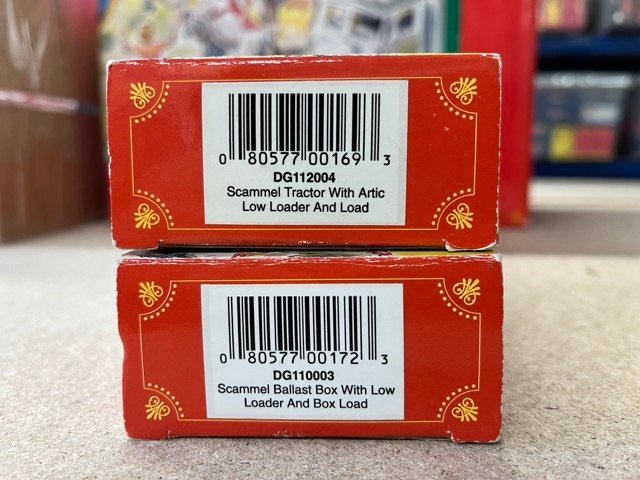 0 80577 00169 3
DG112004
Scammel Tractor With Artic
Low Loader And Load
0 80577 00172 3
DG110003
Scammel Ballast Box With Low
Loader And Box Load